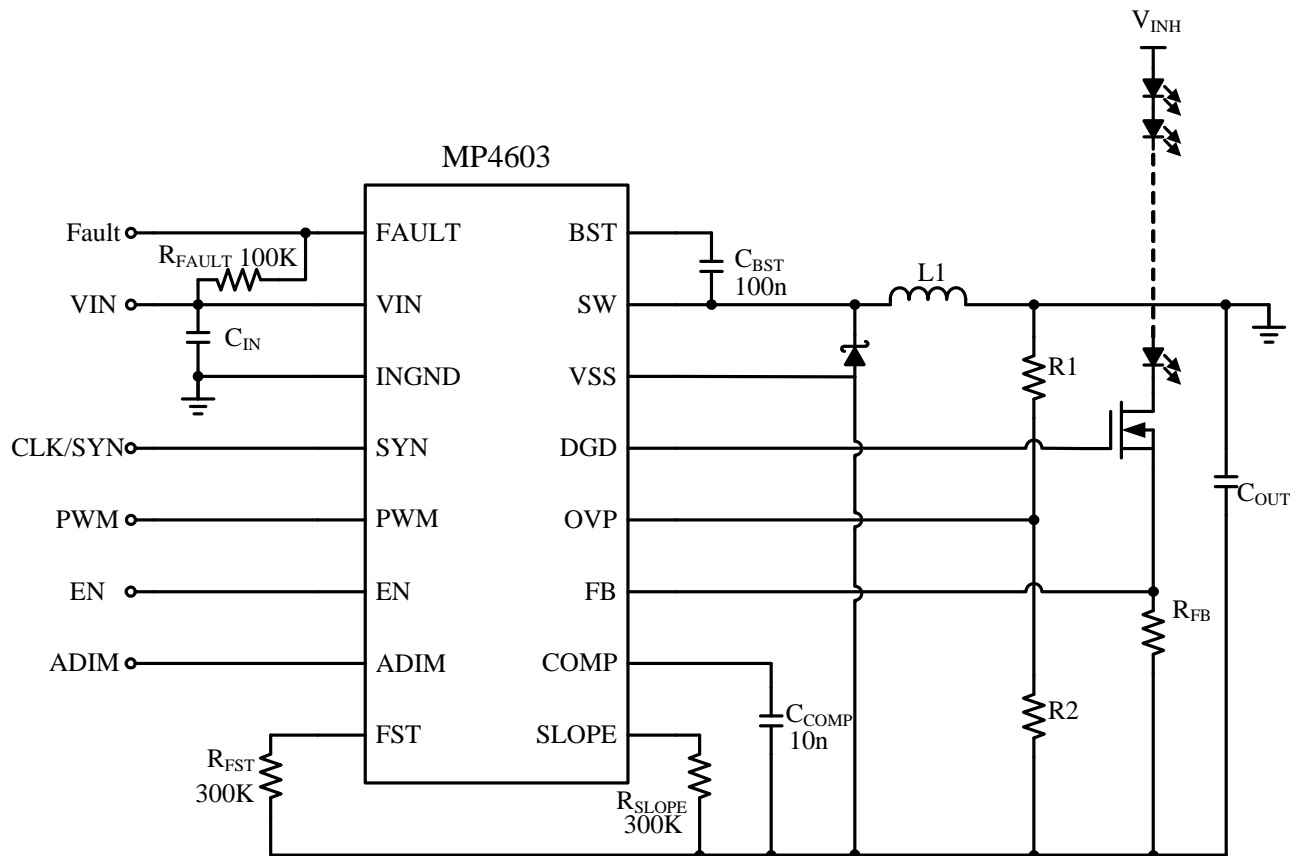 V_INH
MP4603
Fault
FAULT
BST
R_FAULT 100K
C_BST
100n
L1
VIN
VIN
SW
C_IN
INGND
VSS
R1
CLK/SYN
SYN
DGD
C_OUT
PWM
PWM
OVP
EN
EN
FB
R_FB
ADIM
ADIM
COMP
C_COMP
10n
R2
FST
SLOPE
R_FST
300K
R_SLOPE
300K